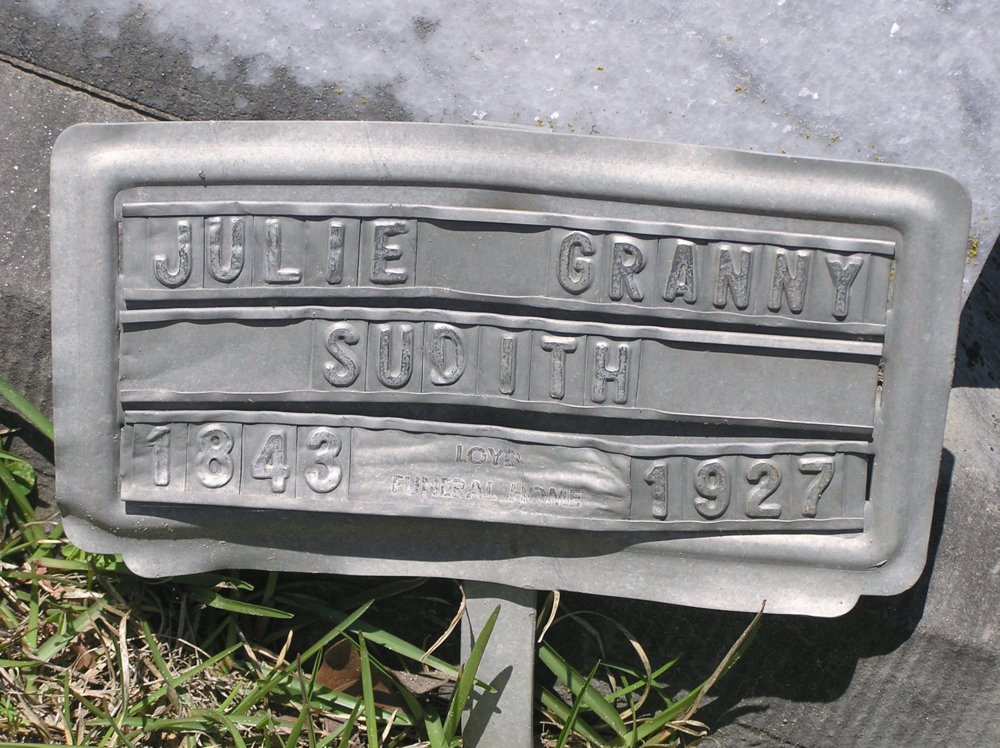 JULIE GRANNY
SUDITH
1843 1927
LOYD
FUNERAL HOME